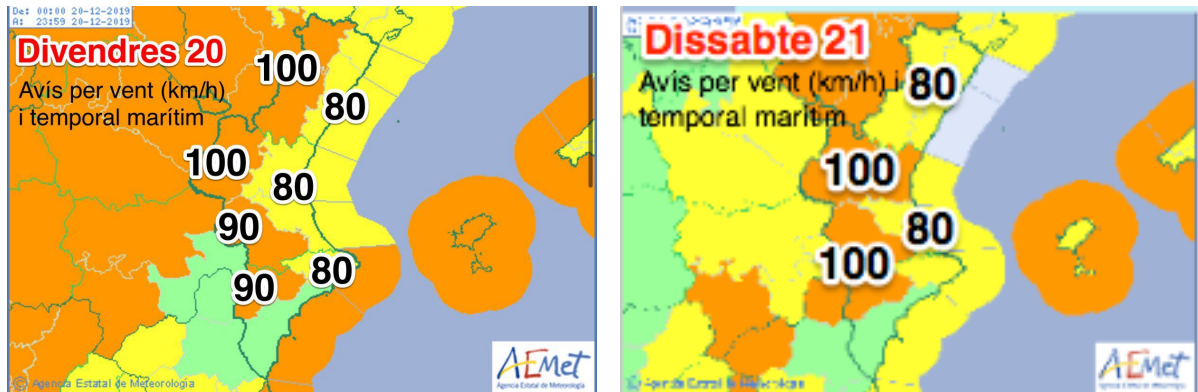 De: 00:00 20-12-2019
A: 23:59 20-12-2019
Divendres 20
Avís per vent (km/h)
i temporal marítim
100
80
100
80
90
80
90
© Agencia Estatal de Meteorología
AEMet
Agencia Estatal de Meteorología
Dissabte 21
Avís per vent (km/h) i
temporal marítim
80
100
80
100
© Agencia Estatal de Meteorología
AEMet